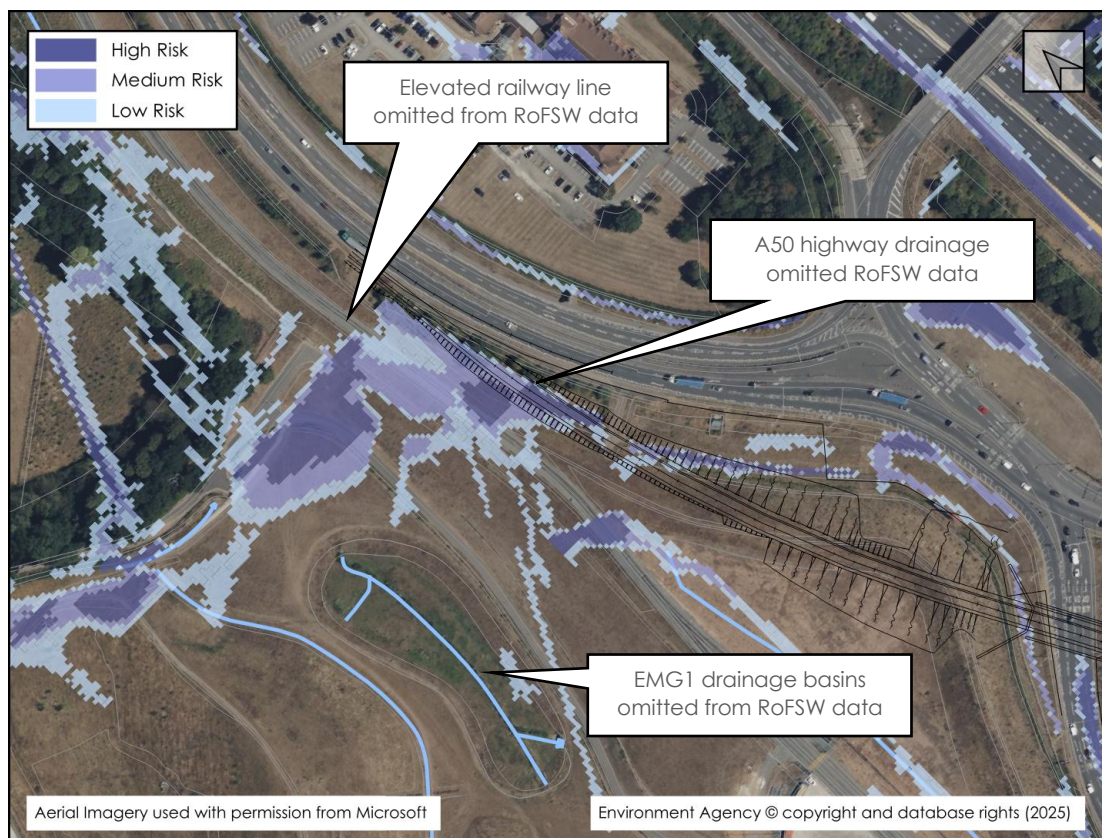 High Risk
Medium Risk
Low Risk
Elevated railway line
omitted from RoFSW data
A50 highway drainage
omitted RoFSW data
EMG1 drainage basins
omitted from RoFSW data
Aerial Imagery used with permission from Microsoft
Environment Agency © copyright and database rights (2025)